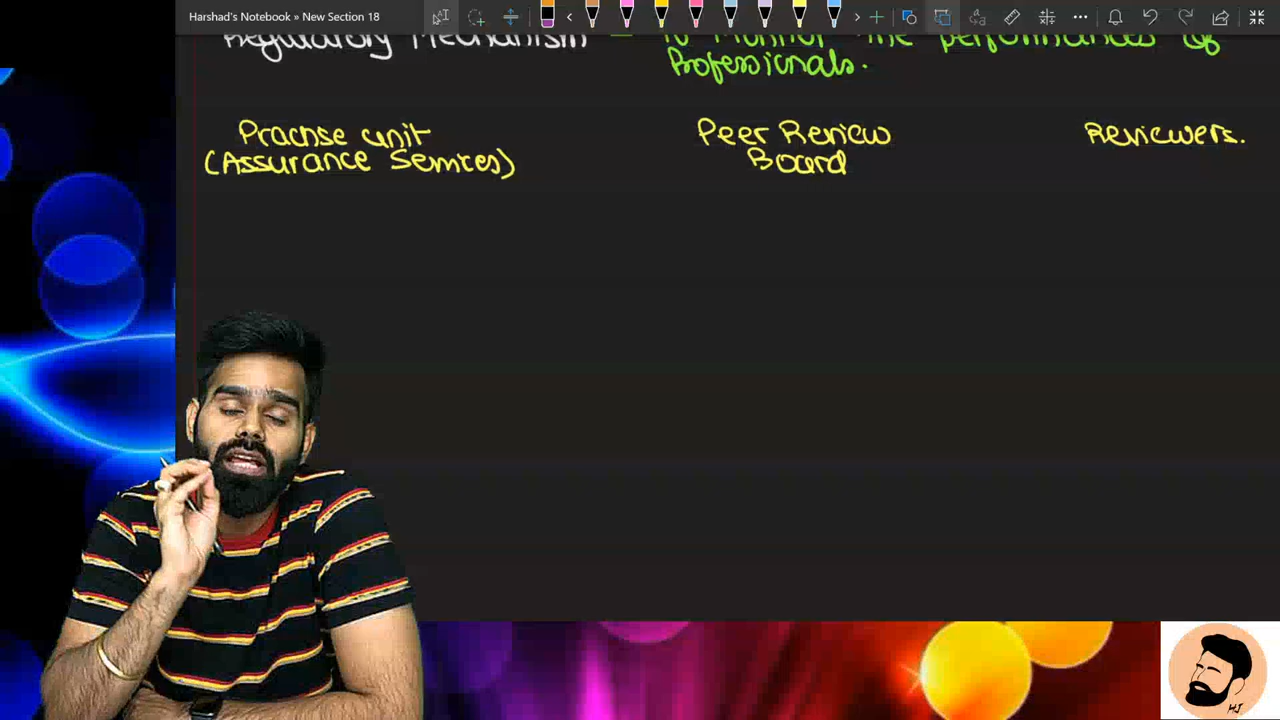 Harshad's Notebook » New Section 18
Regulatory Mechanism – To Monitor the performances of
Professionals.
Practise unit
(Assurance Services)
Peer Review
Board
Reviewers.
HJ